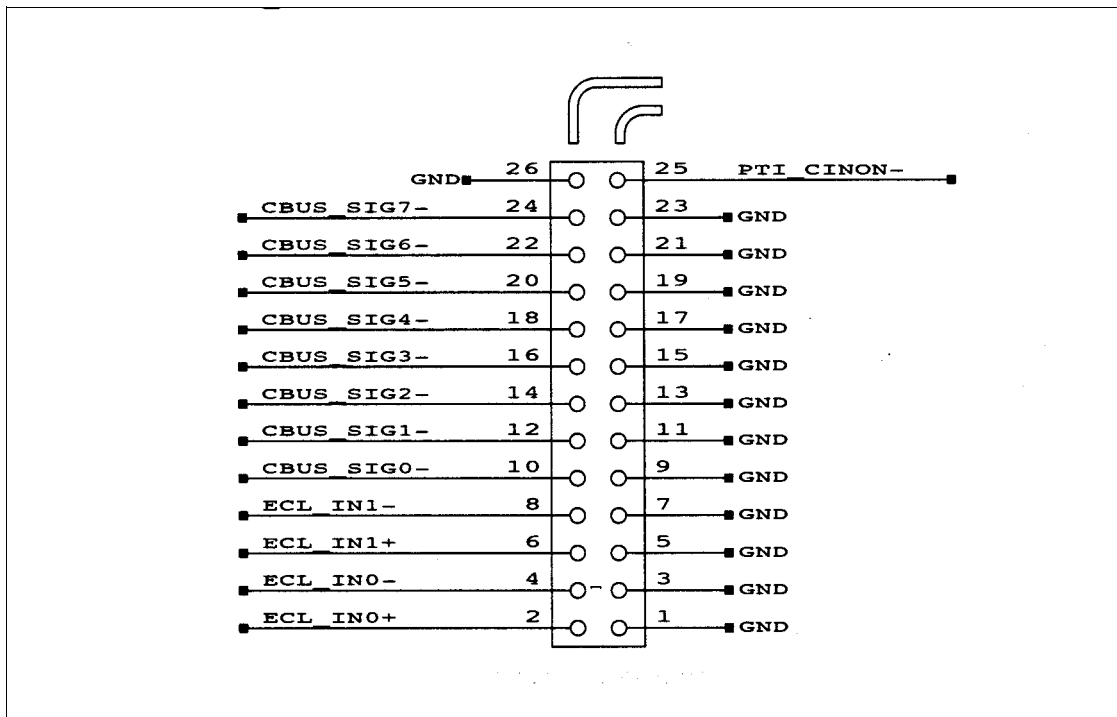 GND 26 25 PTI_CINON-
CBUS_SIG7- 24 23 GND
CBUS_SIG6- 22 21 GND
CBUS_SIG5- 20 19 GND
CBUS_SIG4- 18 17 GND
CBUS_SIG3- 16 15 GND
CBUS_SIG2- 14 13 GND
CBUS_SIG1- 12 11 GND
CBUS_SIG0- 10 9 GND
ECL_IN1- 8 7 GND
ECL_IN1+ 6 5 GND
ECL_IN0- 4 3 GND
ECL_IN0+ 2 1 GND